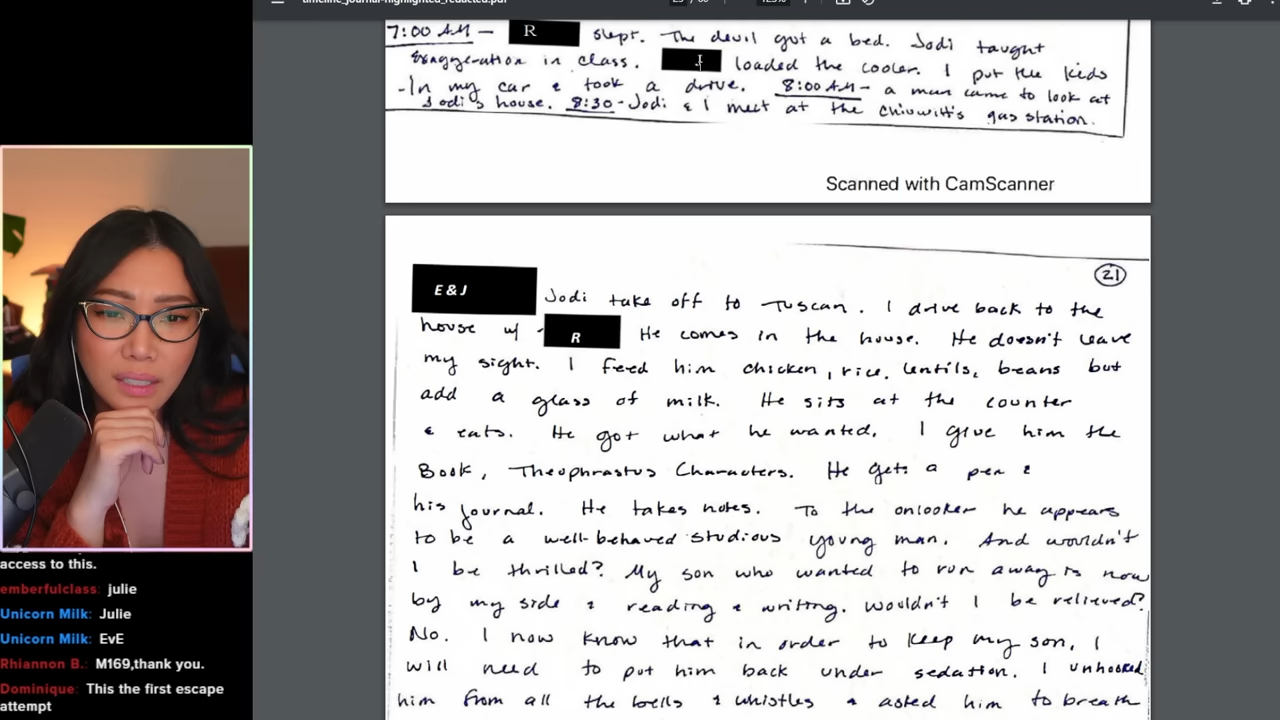 timeline_journal-highlighted_redacted.pdf
7:00 AM - R slept. The devil got a bed. Jodi taught
exaggeration in class. J loaded the cooler. I put the kids
-In my car & took a drive. 8:00 AM - a man came to look at
Jodi's house. 8:30 - Jodi & I meet at the chiuwitt's gas station.
Scanned with CamScanner
21
E & J Jodi take off to Tuscan. I drive back to the
house w/ R He comes in the house. He doesn't leave
my sight. I feed him chicken, rice, lentils, beans but
add a glass of milk. He sits at the counter
& eats. He got what he wanted. I give him the
Book, Theophrastus Characters. He gets a pen &
his journal. He takes notes. To the onlooker he appears
to be a well-behaved studious young man. And wouldn't
I be thrilled? My son who wanted to run away is now
by my side & reading & writing. Wouldn't I be relieved?
No. I now know that in order to keep my son, I
will need to put him back under sedation. I unhooked
him from all the bells & whistles & asked him to breath
access to this.
emberfulclass: julie
Unicorn Milk: Julie
Unicorn Milk: EvE
Rhiannon B.: M169,thank you.
Dominique: This the first escape
attempt